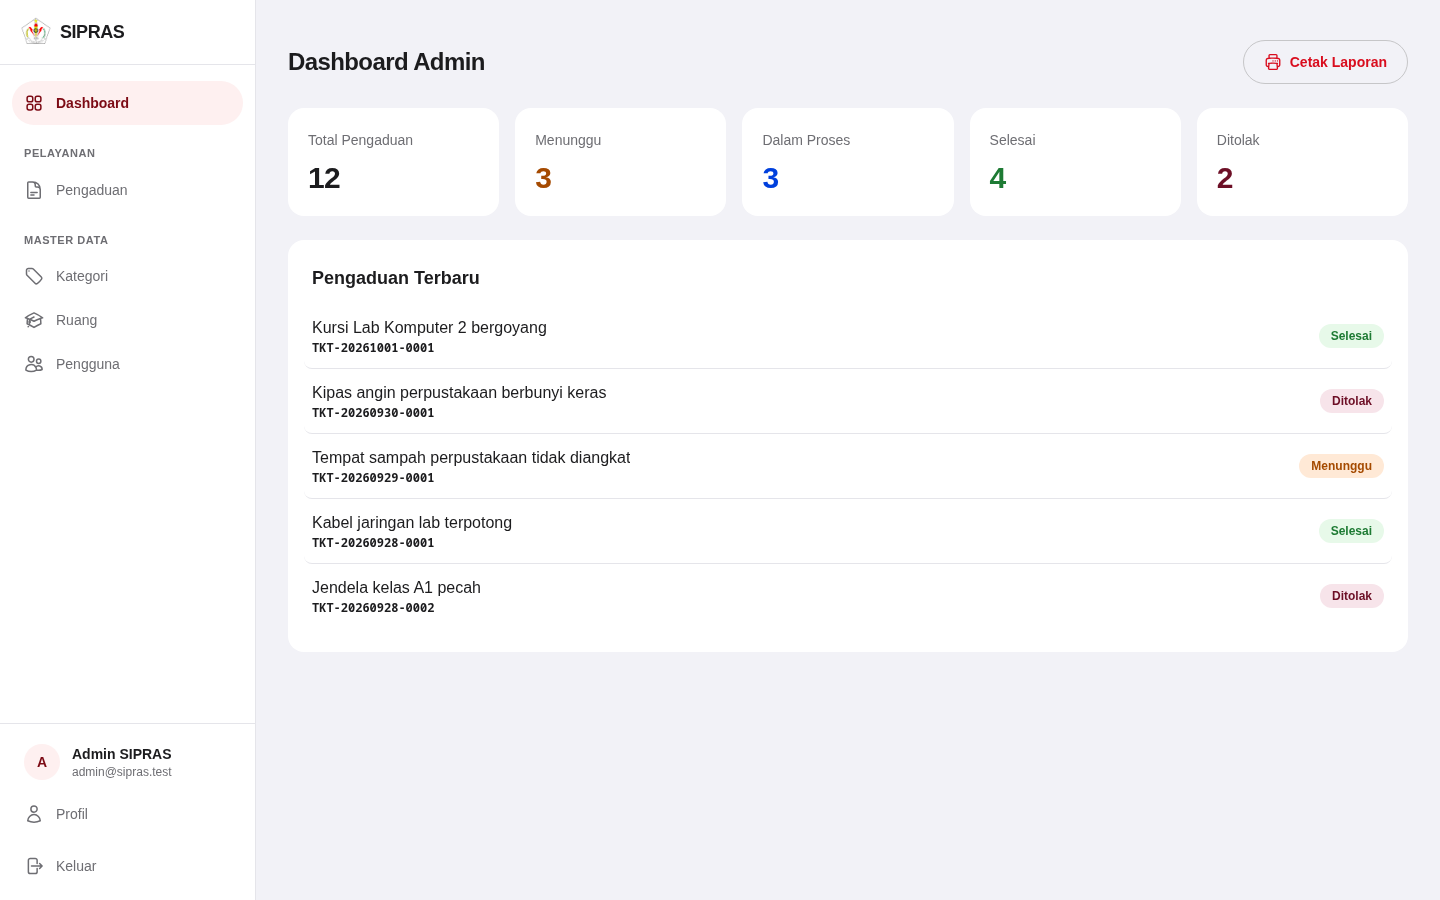 SIPRAS
Dashboard
PELAYANAN
Pengaduan
MASTER DATA
Kategori
Ruang
Pengguna
A
Admin SIPRAS
admin@sipras.test
Profil
Keluar
Dashboard Admin
Cetak Laporan
Total Pengaduan
12
Menunggu
3
Dalam Proses
3
Selesai
4
Ditolak
2
Pengaduan Terbaru
Kursi Lab Komputer 2 bergoyang
TKT-20261001-0001
Selesai
Kipas angin perpustakaan berbunyi keras
TKT-20260930-0001
Ditolak
Tempat sampah perpustakaan tidak diangkat
TKT-20260929-0001
Menunggu
Kabel jaringan lab terpotong
TKT-20260928-0001
Selesai
Jendela kelas A1 pecah
TKT-20260928-0002
Ditolak